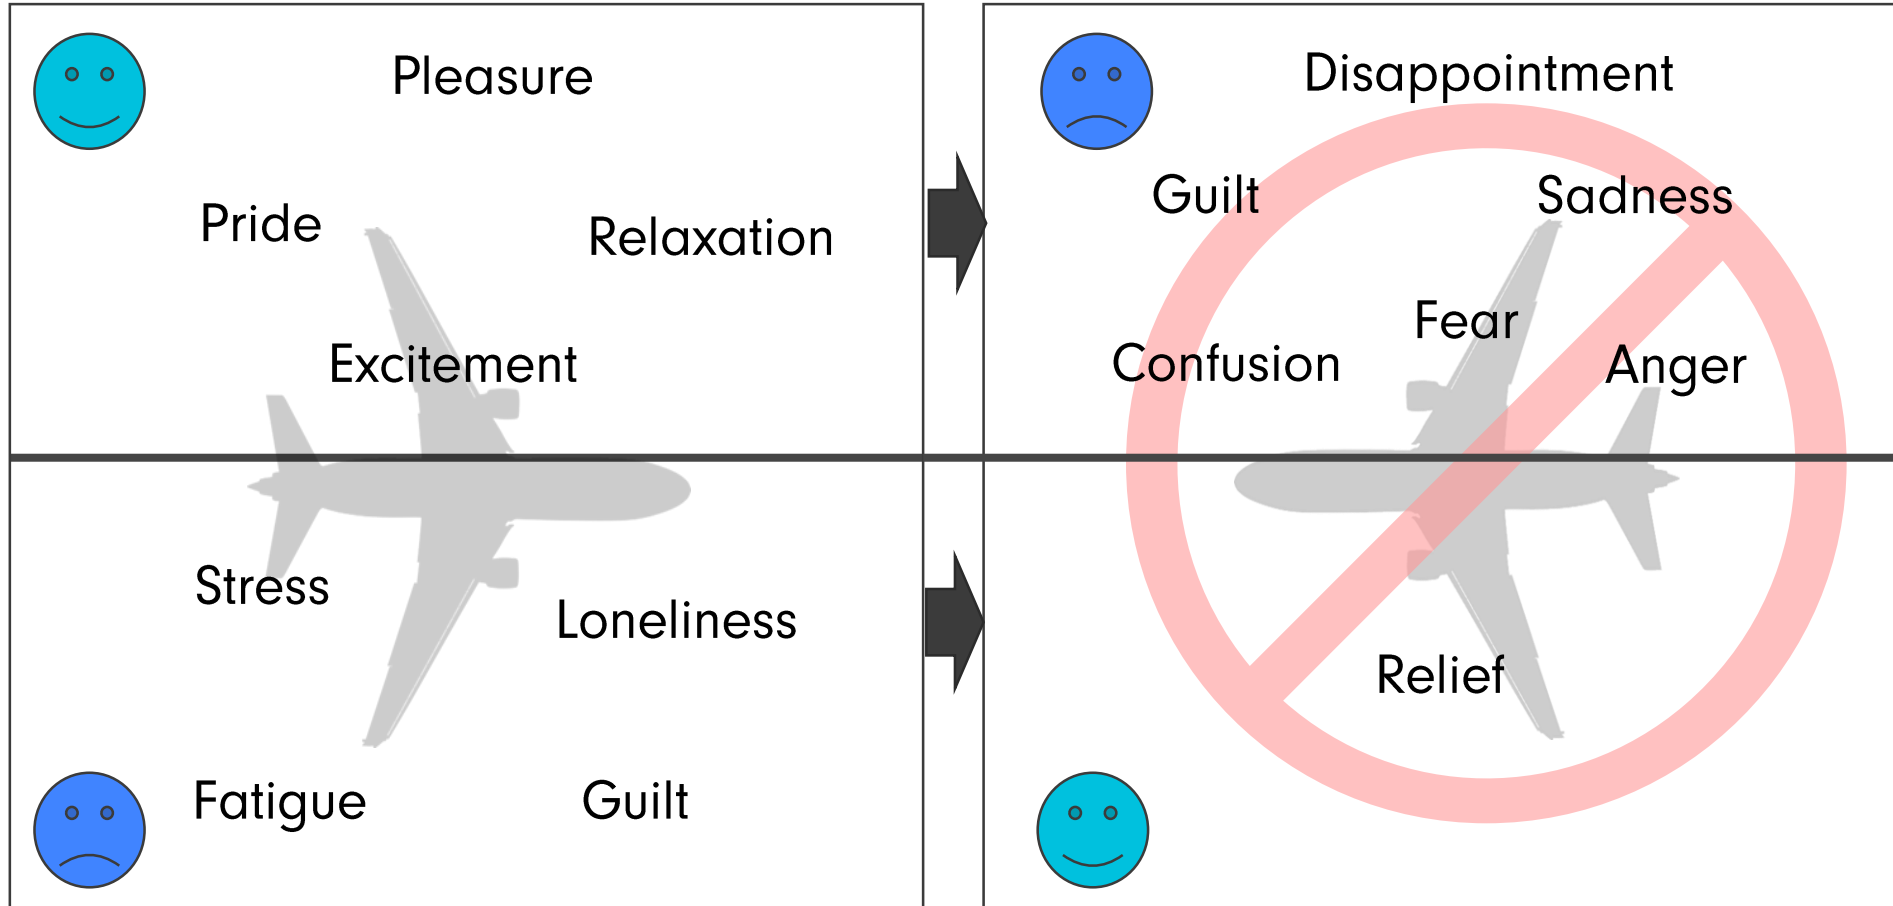 Pleasure
Pride
Relaxation
Excitement
Stress
Loneliness
Fatigue
Guilt
Disappointment
Guilt
Sadness
Fear
Confusion
Anger
Relief